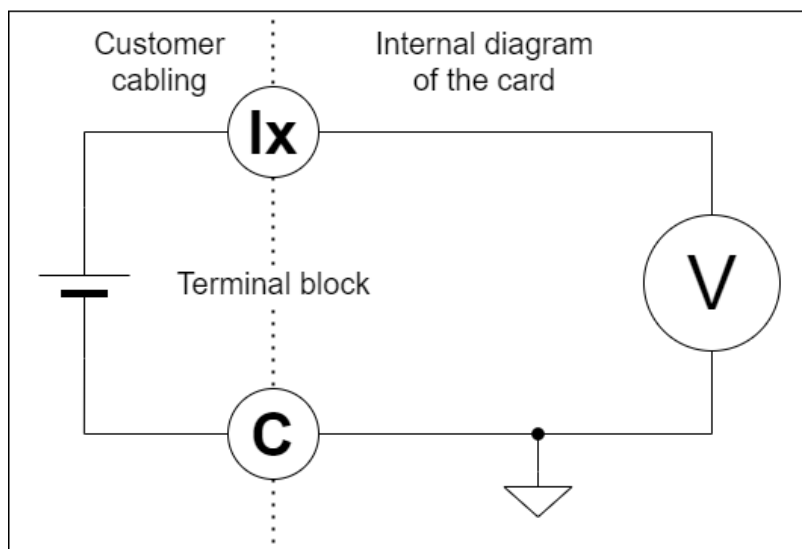 Customer
cabling
Internal diagram
of the card
Ix
Terminal block
V
C